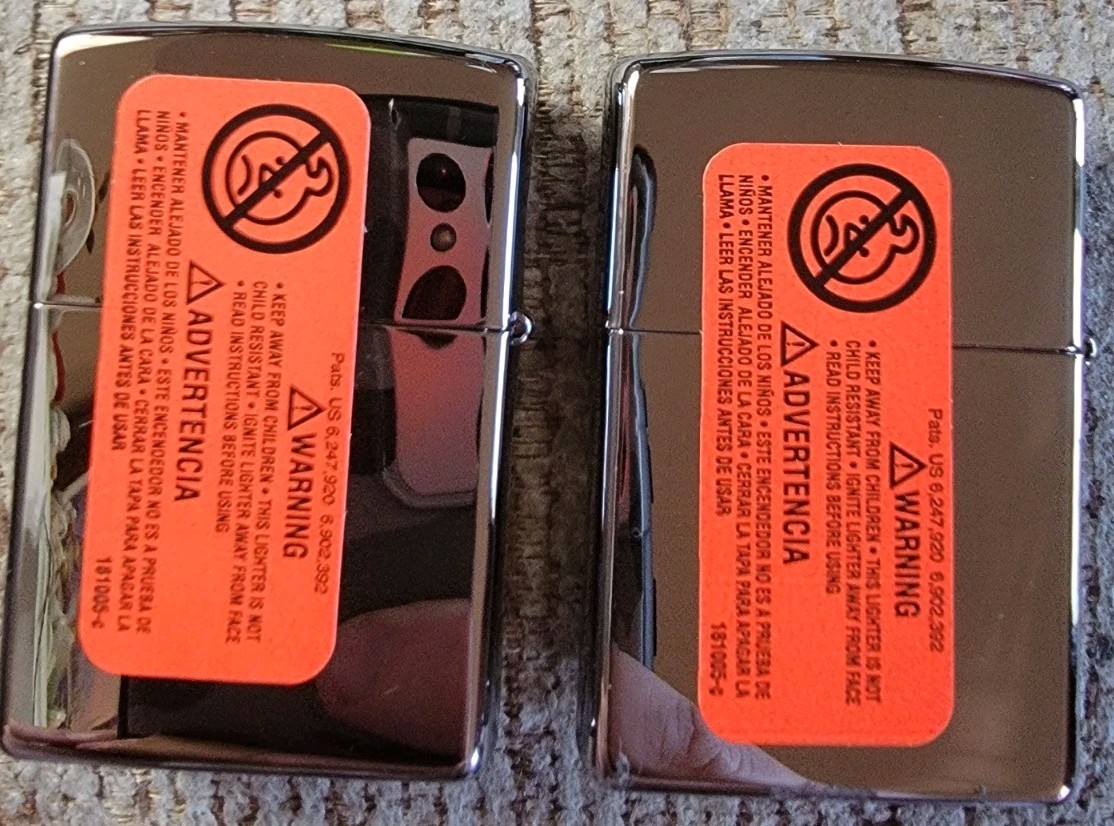 Pats. US 6,247,920 6,902,392
WARNING
• KEEP AWAY FROM CHILDREN • THIS LIGHTER IS NOT
CHILD RESISTANT • IGNITE LIGHTER AWAY FROM FACE
• READ INSTRUCTIONS BEFORE USING
ADVERTENCIA
• MANTENER ALEJADO DE LOS NIÑOS • ESTE ENCENDEDOR NO ES A PRUEBA DE
NIÑOS • ENCENDER ALEJADO DE LA CARA • CERRAR LA TAPA PARA APAGAR LA
LLAMA • LEER LAS INSTRUCCIONES ANTES DE USAR
181005-c
Pats. US 6,247,920 6,902,392
WARNING
• KEEP AWAY FROM CHILDREN • THIS LIGHTER IS NOT
CHILD RESISTANT • IGNITE LIGHTER AWAY FROM FACE
• READ INSTRUCTIONS BEFORE USING
ADVERTENCIA
• MANTENER ALEJADO DE LOS NIÑOS • ESTE ENCENDEDOR NO ES A PRUEBA DE
NIÑOS • ENCENDER ALEJADO DE LA CARA • CERRAR LA TAPA PARA APAGAR LA
LLAMA • LEER LAS INSTRUCCIONES ANTES DE USAR
181005-c